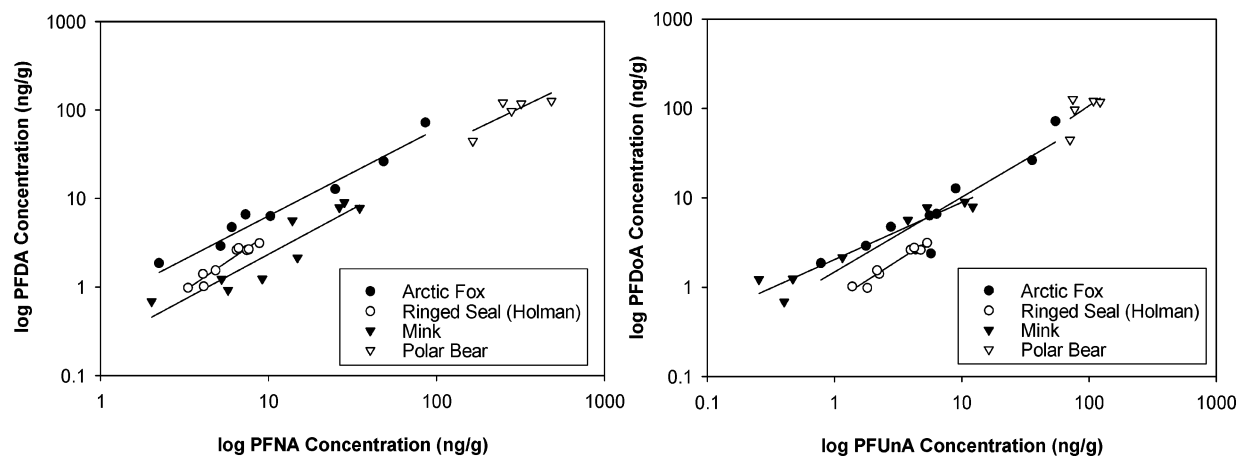 log PFDA Concentration (ng/g)
1000
100
10
1
0.1
Arctic Fox
Ringed Seal (Holman)
Mink
Polar Bear
1 10 100 1000
log PFNA Concentration (ng/g)
log PFDoA Concentration (ng/g)
1000
100
10
1
0.1
Arctic Fox
Ringed Seal (Holman)
Mink
Polar Bear
0.1 1 10 100 1000
log PFUnA Concentration (ng/g)